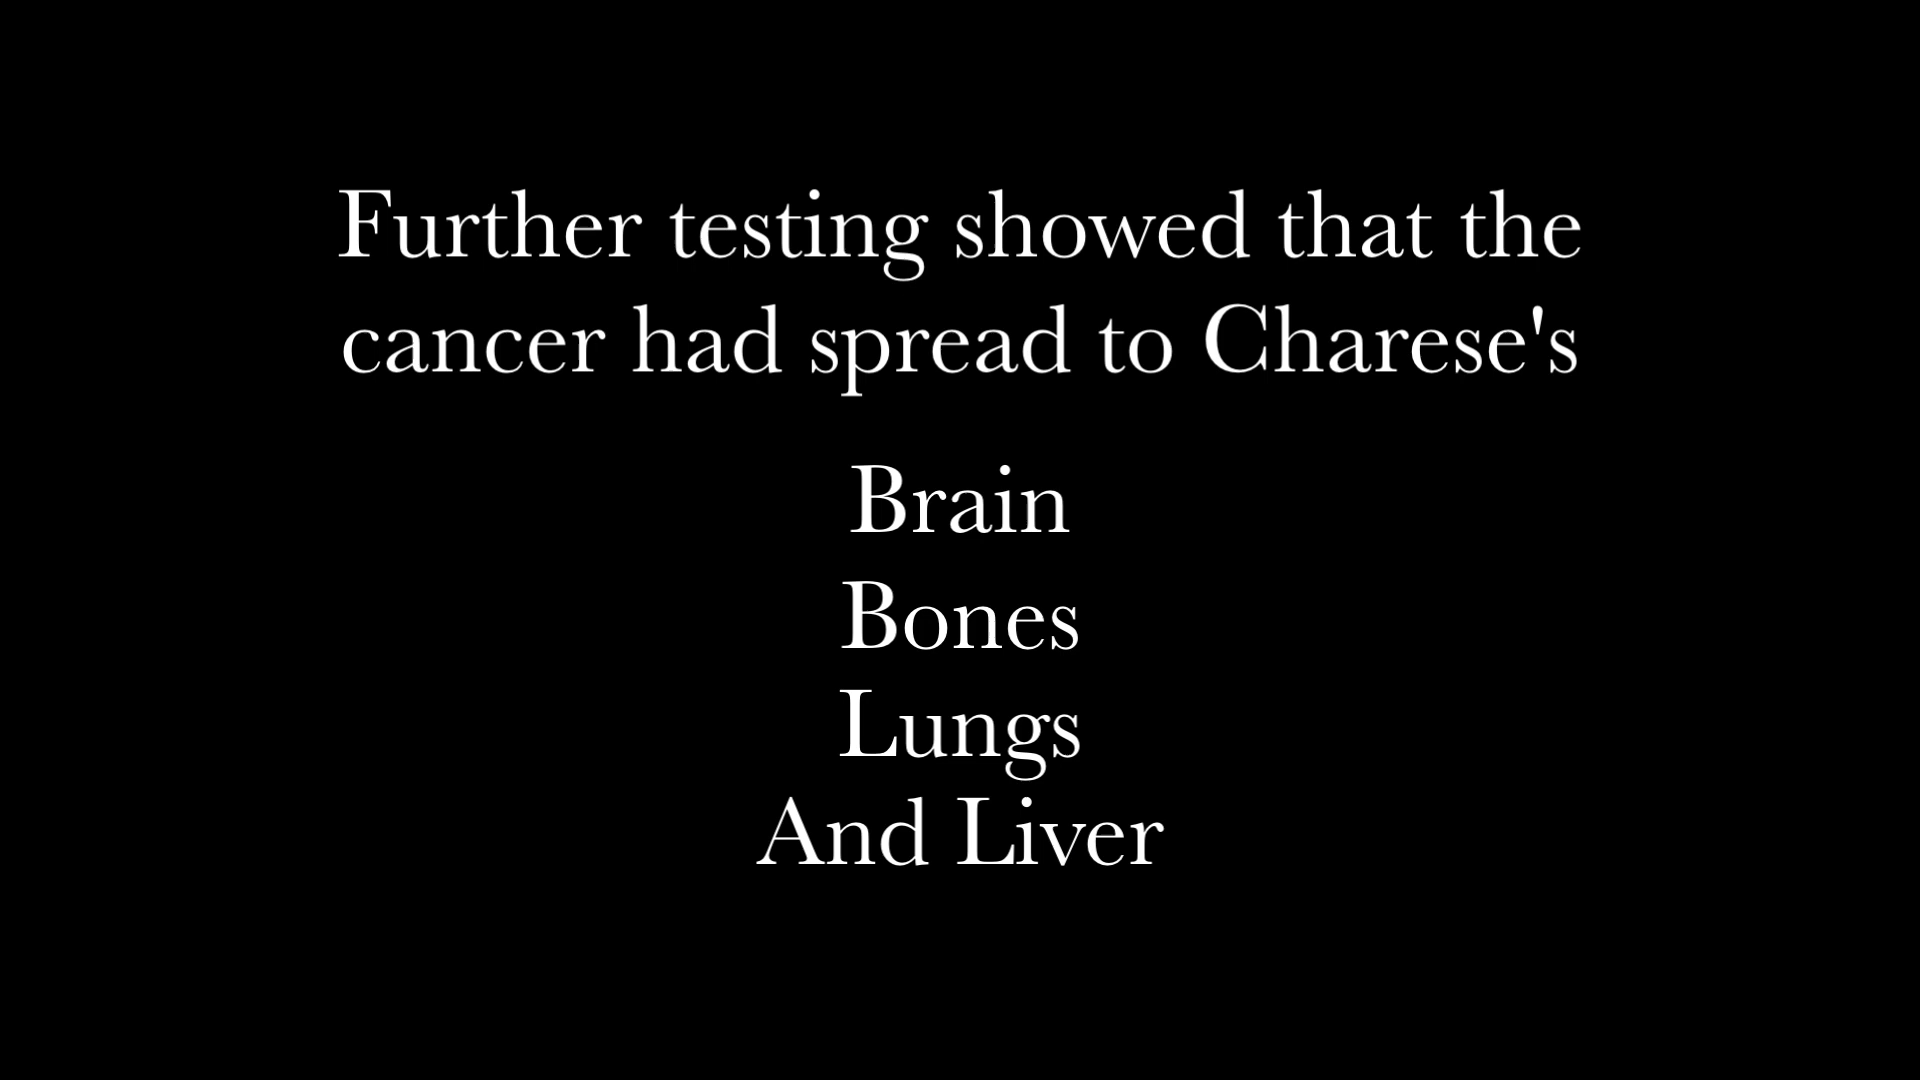 Further testing showed that the
cancer had spread to Charese's
Brain
Bones
Lungs
And Liver